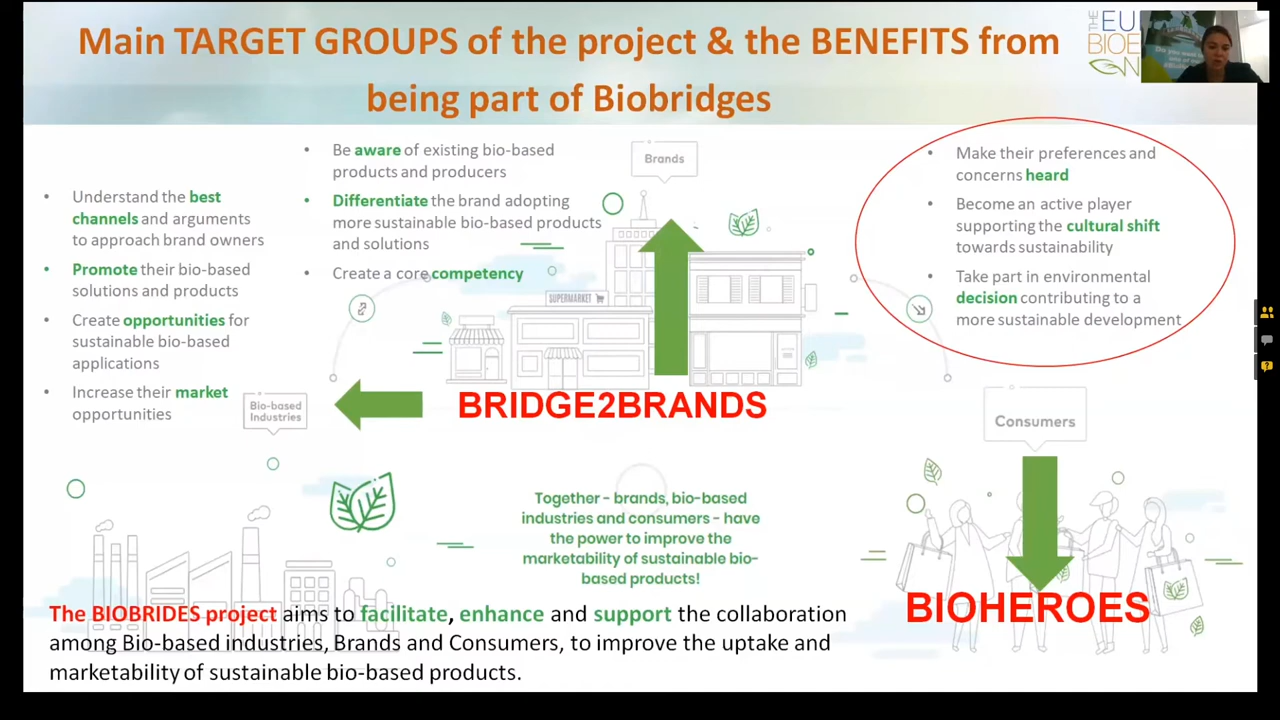 Main TARGET GROUPS of the project & the BENEFITS from
being part of Biobridges
THE EU
BIOE
N
• Understand the best
channels and arguments
to approach brand owners
• Promote their bio-based
solutions and products
• Create opportunities for
sustainable bio-based
applications
• Increase their market
opportunities
Bio-based
Industries
• Be aware of existing bio-based
products and producers
• Differentiate the brand adopting
more sustainable bio-based products
and solutions
• Create a core competency
Brands
SUPERMARKET
BRIDGE2BRANDS
• Make their preferences and
concerns heard
• Become an active player
supporting the cultural shift
towards sustainability
• Take part in environmental
decision contributing to a
more sustainable development
Consumers
BIOHEROES
Together - brands, bio-based
industries and consumers - have
the power to improve the
marketability of sustainable bio-
based products!
The BIOBRIDES project aims to facilitate, enhance and support the collaboration
among Bio-based industries, Brands and Consumers, to improve the uptake and
marketability of sustainable bio-based products.